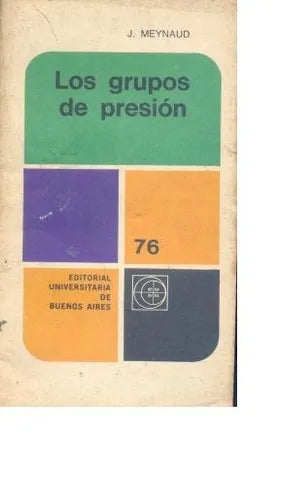 J. MEYNAUD
Los grupos
de presión
76
EDITORIAL
UNIVERSITARIA
DE
BUENOS AIRES